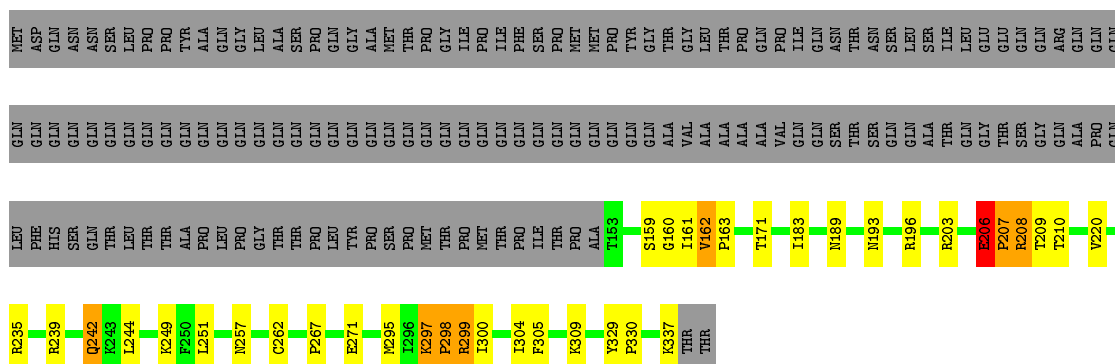 MET ASP GLN ASN ASN SER LEU PRO PRO TYR ALA GLN GLY LEU ALA SER PRO GLN GLY ALA MET THR PRO GLY ILE PRO ILE PHE SER PRO MET MET PRO TYR GLY THR GLY LEU THR PRO GLN PRO ILE GLN ASN THR ASN SER LEU SER ILE LEU GLU GLU GLN GLN ARG GLN GLN GLN
GLN GLN GLN GLN GLN GLN GLN GLN GLN GLN GLN GLN GLN GLN GLN GLN GLN GLN GLN GLN GLN GLN GLN GLN GLN GLN GLN GLN GLN GLN GLN GLN GLN GLN GLN ALA VAL ALA ALA ALA ALA VAL GLN GLN SER THR SER GLN GLN ALA THR GLN GLY THR SER GLY GLN ALA PRO GLN
LEU PHE HIS SER GLN THR LEU THR THR ALA PRO LEU PRO GLY THR THR PRO LEU TYR PRO SER PRO MET THR PRO MET THR PRO ILE THR PRO ALA T153 S159 G160 I161 V162 P163 T171 I183 N189 N193 R196 R203 E206 P207 R208 T209 T210 V220
R235 R239 Q242 K243 L244 K249 F250 L251 N257 C262 P267 E271 M295 I296 K297 P298 R299 I300 I304 F305 K309 Y329 P330 K337 THR THR